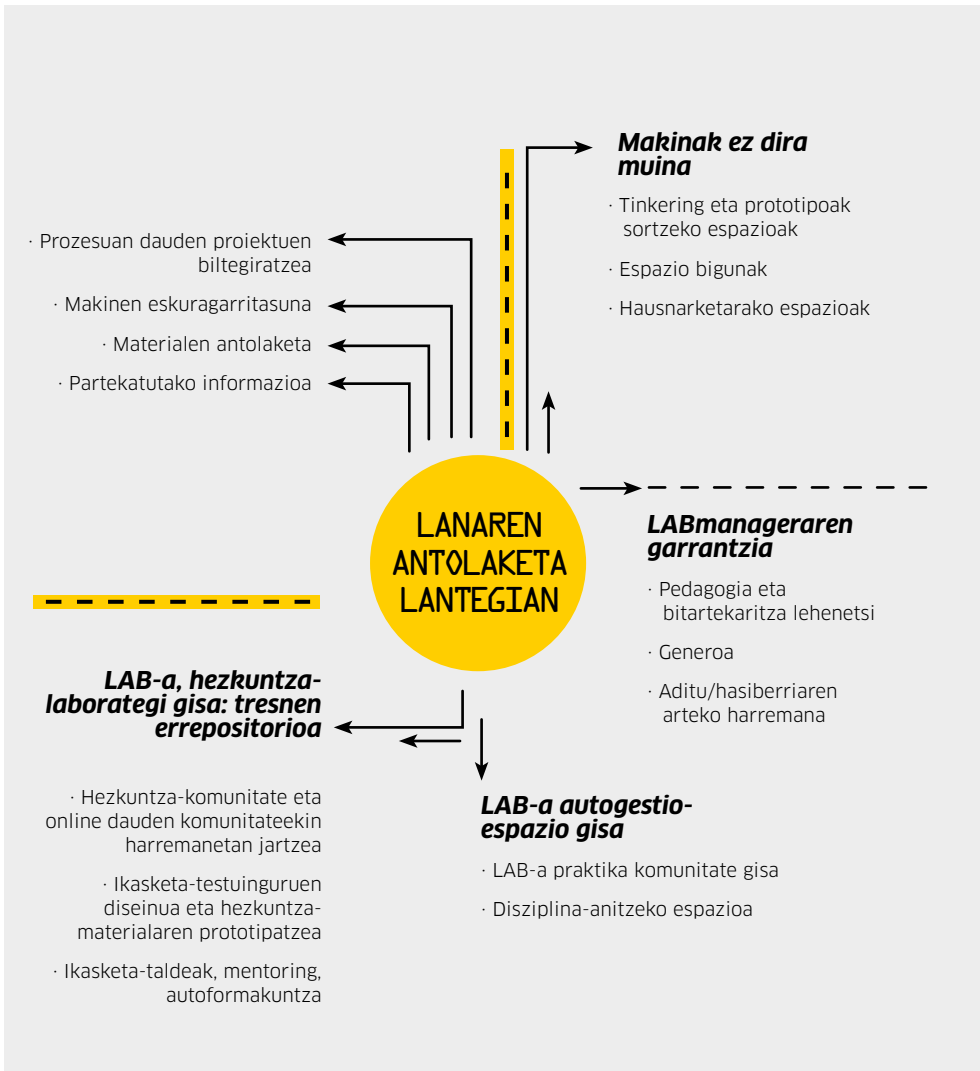 Makinak ez dira
muina
· Tinkering eta prototipoak
sortzeko espazioak
· Espazio bigunak
· Hausnarketarako espazioak
· Prozesuan dauden proiektuen
biltegiratzea
· Makinen eskuragarritasuna
· Materialen antolaketa
· Partekatutako informazioa
LANAREN
ANTOLAKETA
LANTEGIAN
LABmanageraren
garrantzia
· Pedagogia eta
bitartekaritza lehenetsi
· Generoa
· Aditu/hasiberriaren
arteko harremana
LAB-a, hezkuntza-
laborategi gisa: tresnen
errepositorioa
· Hezkuntza-komunitate eta
online dauden komunitateekin
harremanetan jartzea
· Ikasketa-testuinguruen
diseinua eta hezkuntza-
materialaren prototipatzea
· Ikasketa-taldeak, mentoring,
autoformakuntza
LAB-a autogestio-
espazio gisa
· LAB-a praktika komunitate gisa
· Disziplina-anitzeko espazioa